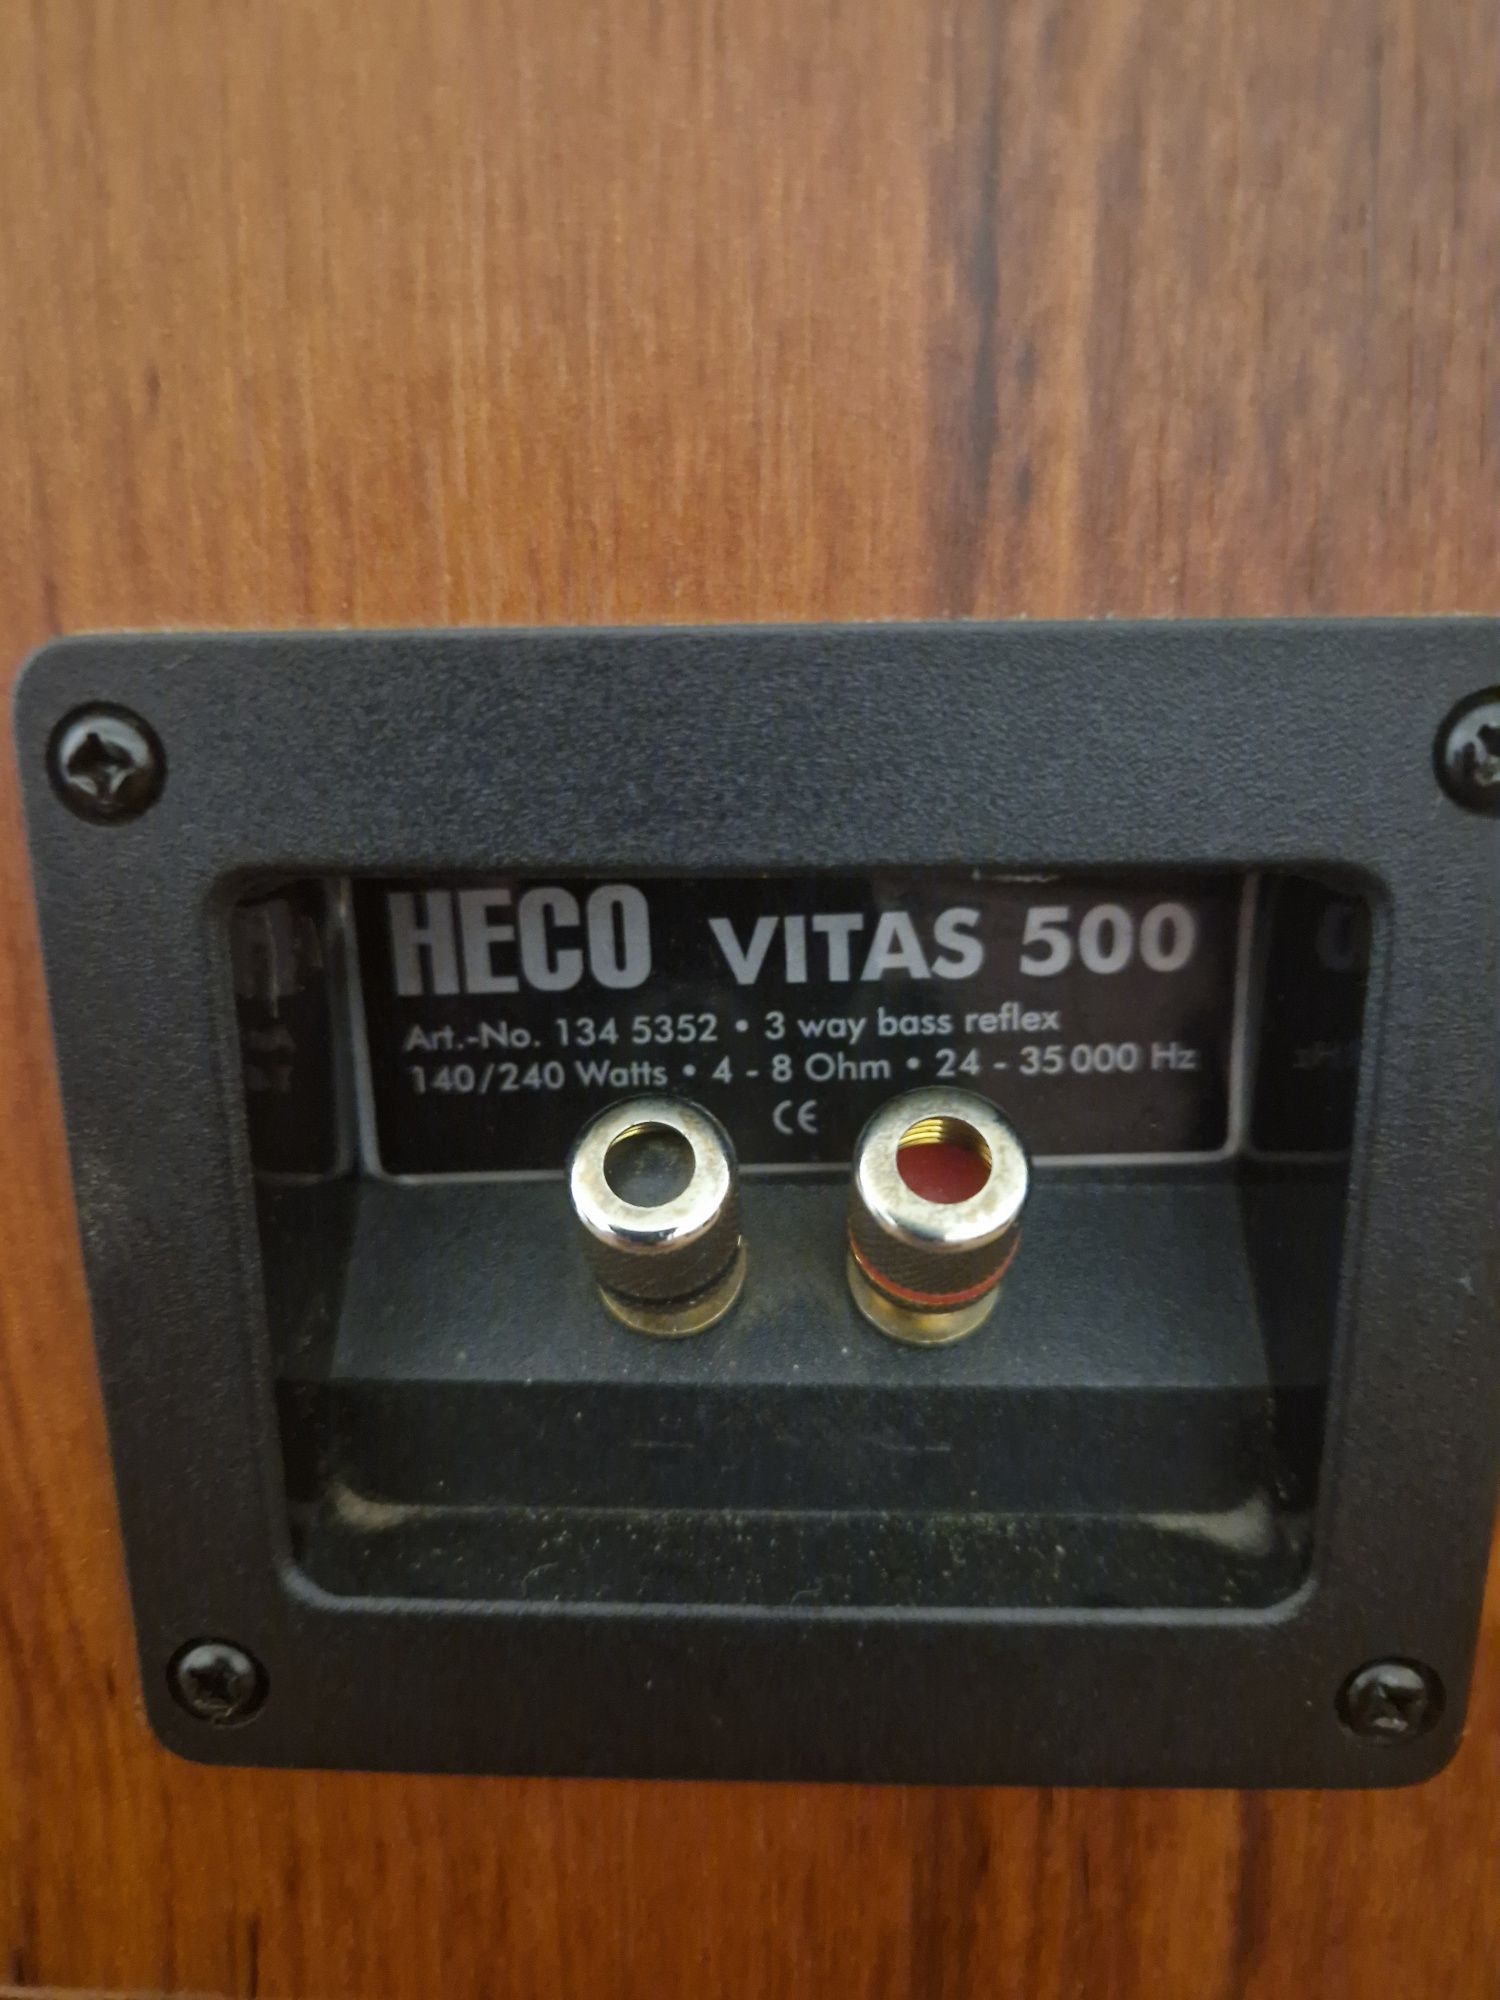 HECO VITAS 500
Art.-No. 134 5352 • 3 way bass reflex
140/240 Watts • 4 - 8 Ohm • 24 - 35 000 Hz
CE